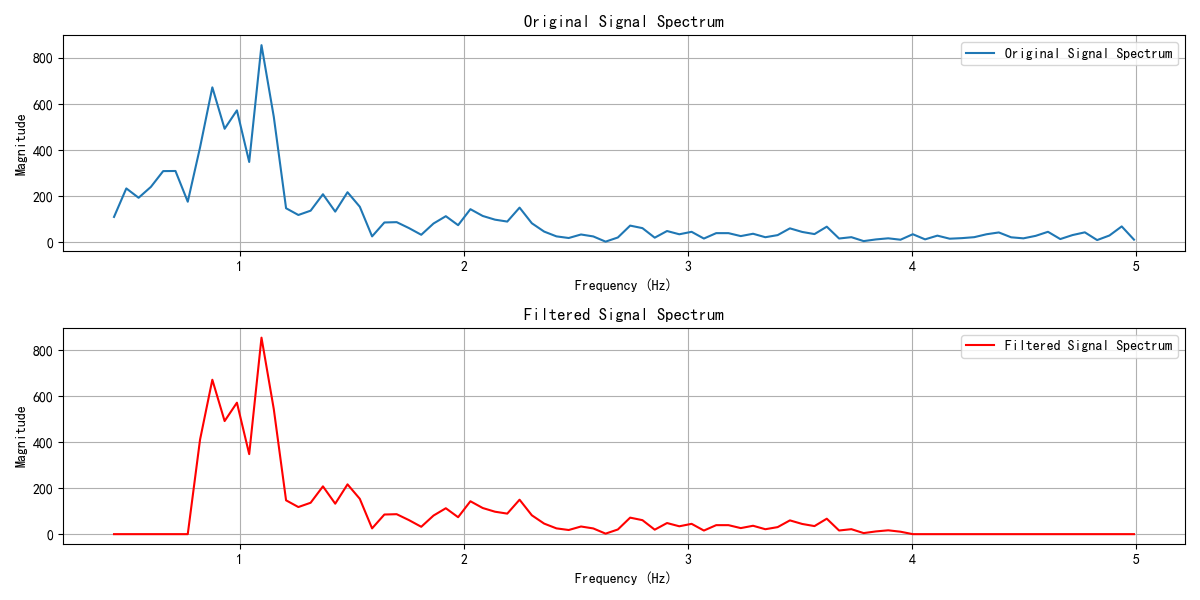 Original Signal Spectrum
Original Signal Spectrum
800
600
400
200
0
Magnitude
1
2
3
4
5
Frequency (Hz)
Filtered Signal Spectrum
Filtered Signal Spectrum
800
600
400
200
0
Magnitude
1
2
3
4
5
Frequency (Hz)